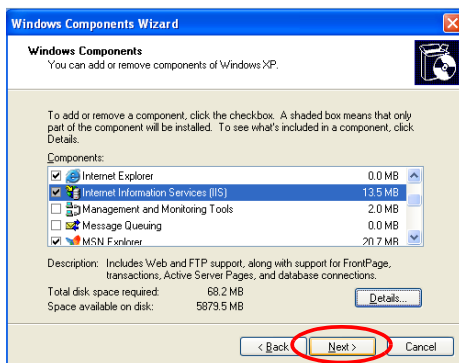 Windows Components Wizard
Windows Components
You can add or remove components of Windows XP.
To add or remove a component, click the checkbox. A shaded box means that only
part of the component will be installed. To see what's included in a component, click
Details.
Components:
Internet Explorer 0.0 MB
Internet Information Services (IIS) 13.5 MB
Management and Monitoring Tools 2.0 MB
Message Queuing 0.0 MB
MSN Explorer 20.7 MB
Description: Includes Web and FTP support, along with support for FrontPage,
transactions, Active Server Pages, and database connections.
Total disk space required: 68.2 MB
Space available on disk: 5879.5 MB
Details...
< Back Next > Cancel